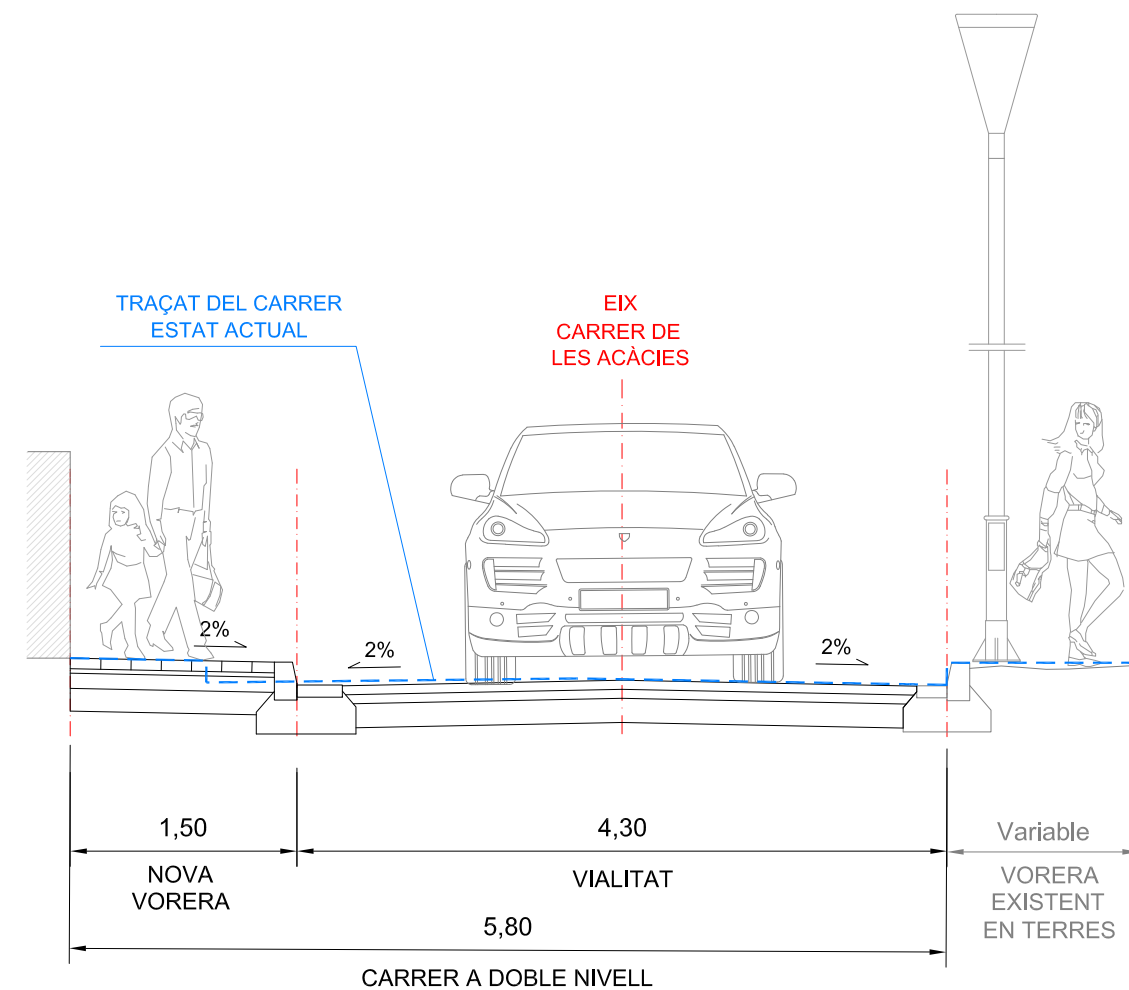 TRAÇAT DEL CARRER
ESTAT ACTUAL
EIX
CARRER DE
LES ACÀCIES
2%
2%
2%
1,50
4,30
Variable
NOVA
VORERA
VIALITAT
VORERA
EXISTENT
EN TERRES
5,80
CARRER A DOBLE NIVELL